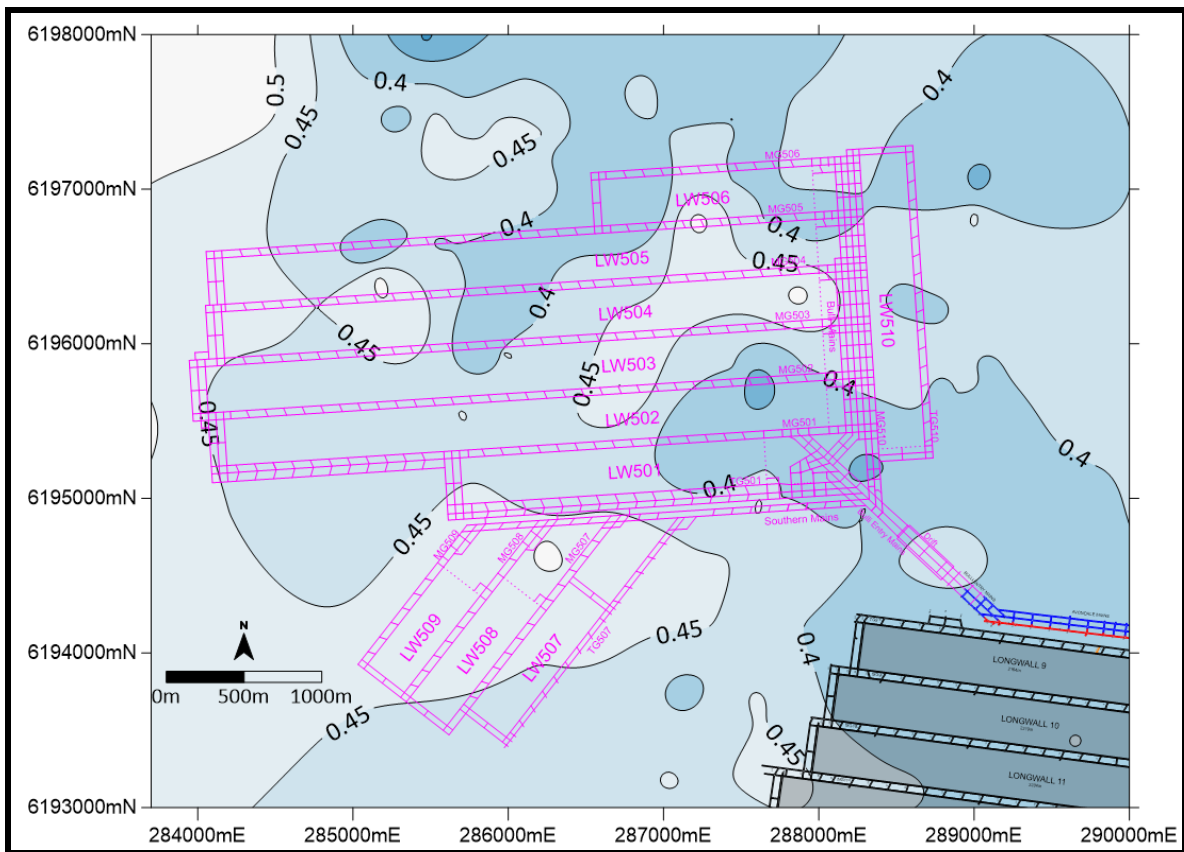 6198000mN
6197000mN
6196000mN
6195000mN
6194000mN
6193000mN
284000mE
285000mE
286000mE
287000mE
288000mE
289000mE
290000mE
0.5
0.4
0.4
0.45
0.45
MG506
LW506
MG505
0.4
0.4
LW505
0.45
0.4
LW504
MG503
LW510
0.45
LW503
0.45
MG502
0.4
0.45
LW502
MG501
MG510
TG510
0.4
LW501
0.4
TG501
Southern Mains
0.45
MG509
MG508
MG507
Drift
N
0m
500m
1000m
LW509
LW508
LW507
TG507
0.45
0.4
0.45
0.45
LONGWALL 9
LONGWALL 10
LONGWALL 11